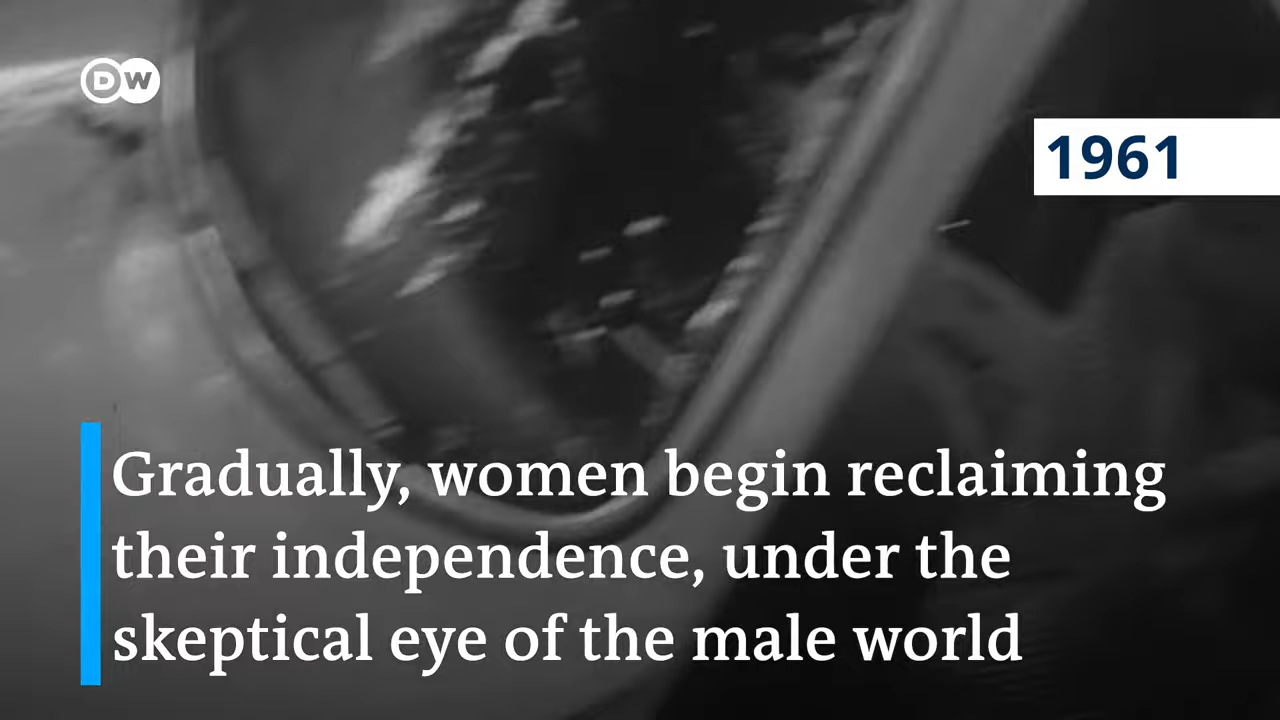 DW
1961
Gradually, women begin reclaiming
their independence, under the
skeptical eye of the male world